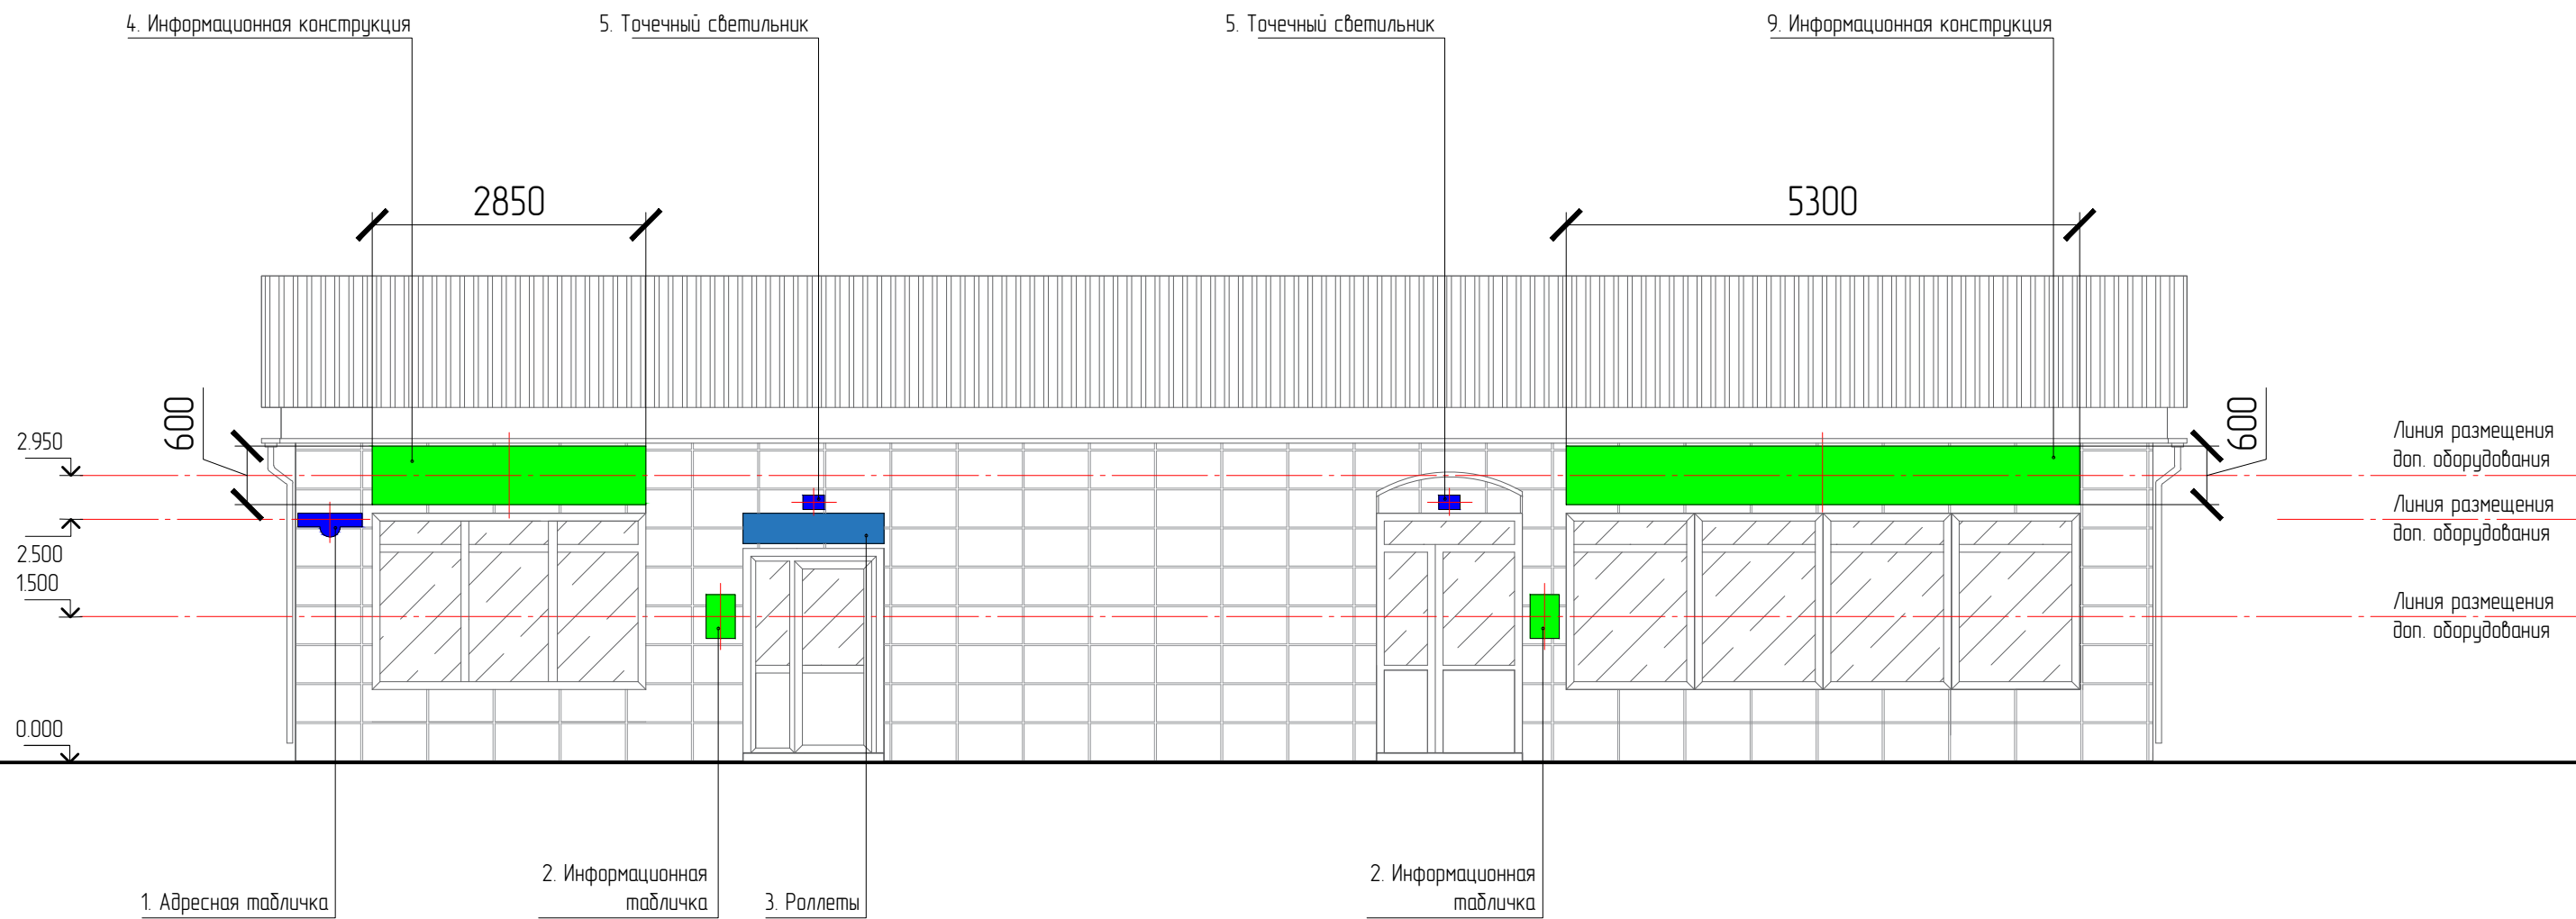 4. Информационная конструкция
5. Точечный светильник
5. Точечный светильник
9. Информационная конструкция
2850
5300
600
600
2.950
Линия размещения
доп. оборудования
Линия размещения
доп. оборудования
2.500
1.500
Линия размещения
доп. оборудования
0.000
1. Адресная табличка
2. Информационная
табличка
3. Роллеты
2. Информационная
табличка